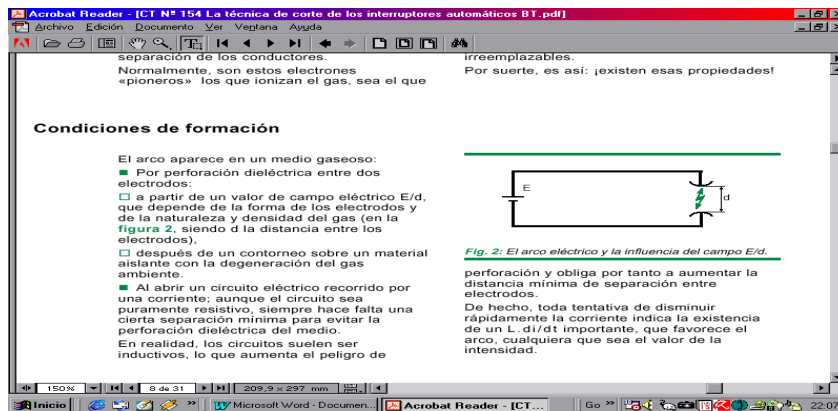 Acrobat Reader - [CT Nº 154 La técnica de corte de los interruptores automáticos BT.pdf]
Archivo Edición Documento Ver Ventana Ayuda
separación de los conductores.
Normalmente, son estos electrones
«pioneros» los que ionizan el gas, sea el que
irreemplazables.
Por suerte, es así: ¡existen esas propiedades!
Condiciones de formación
El arco aparece en un medio gaseoso:
■ Por perforación dieléctrica entre dos
electrodos:
□ a partir de un valor de campo eléctrico E/d,
que depende de la forma de los electrodos y
de la naturaleza y densidad del gas (en la
figura 2, siendo d la distancia entre los
electrodos),
□ después de un contorneo sobre un material
aislante con la degeneración del gas
ambiente.
■ Al abrir un circuito eléctrico recorrido por
una corriente; aunque el circuito sea
puramente resistivo, siempre hace falta una
cierta separación mínima para evitar la
perforación dieléctrica del medio.
En realidad, los circuitos suelen ser
inductivos, lo que aumenta el peligro de
E
d
Fig. 2: El arco eléctrico y la influencia del campo E/d.
perforación y obliga por tanto a aumentar la
distancia mínima de separación entre
electrodos.
De hecho, toda tentativa de disminuir
rápidamente la corriente indica la existencia
de un L.di/dt importante, que favorece el
arco, cualquiera que sea el valor de la
intensidad.
150% 8 de 31 209,9 × 297 mm
Inicio » Microsoft Word - Documen... Acrobat Reader - [CT... Go » 22:07